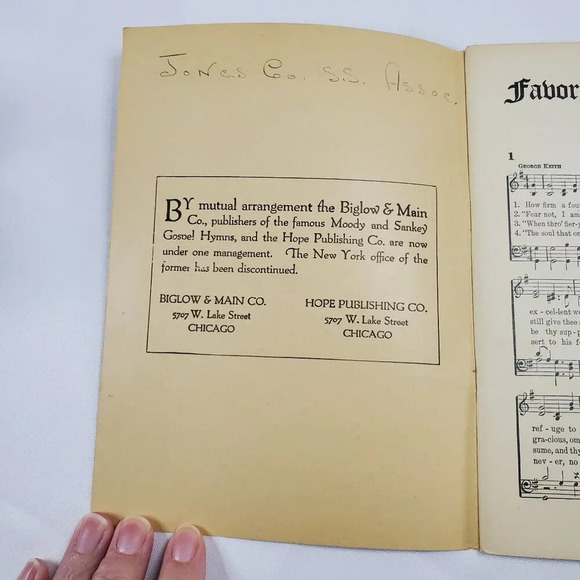 Jones Co. S.S. Assoc.
BY mutual arrangement the Biglow & Main
Co., publishers of the famous Moody and Sankey
Gospel Hymns, and the Hope Publishing Co. are now
under one management. The New York office of the
former has been discontinued.
BIGLOW & MAIN CO.
5707 W. Lake Street
CHICAGO
HOPE PUBLISHING CO.
5707 W. Lake Street
CHICAGO
Favor
1
GEORGE KEITH
1. How firm a fou
2. "Fear not, I am
3. "When thro' fier-y
4. "The soul that on
ex - cel-lent w
still give thee a
be thy sup - p
sert to his f
ref - uge to
gra-cious, om
sume, and thy
nev - er, no